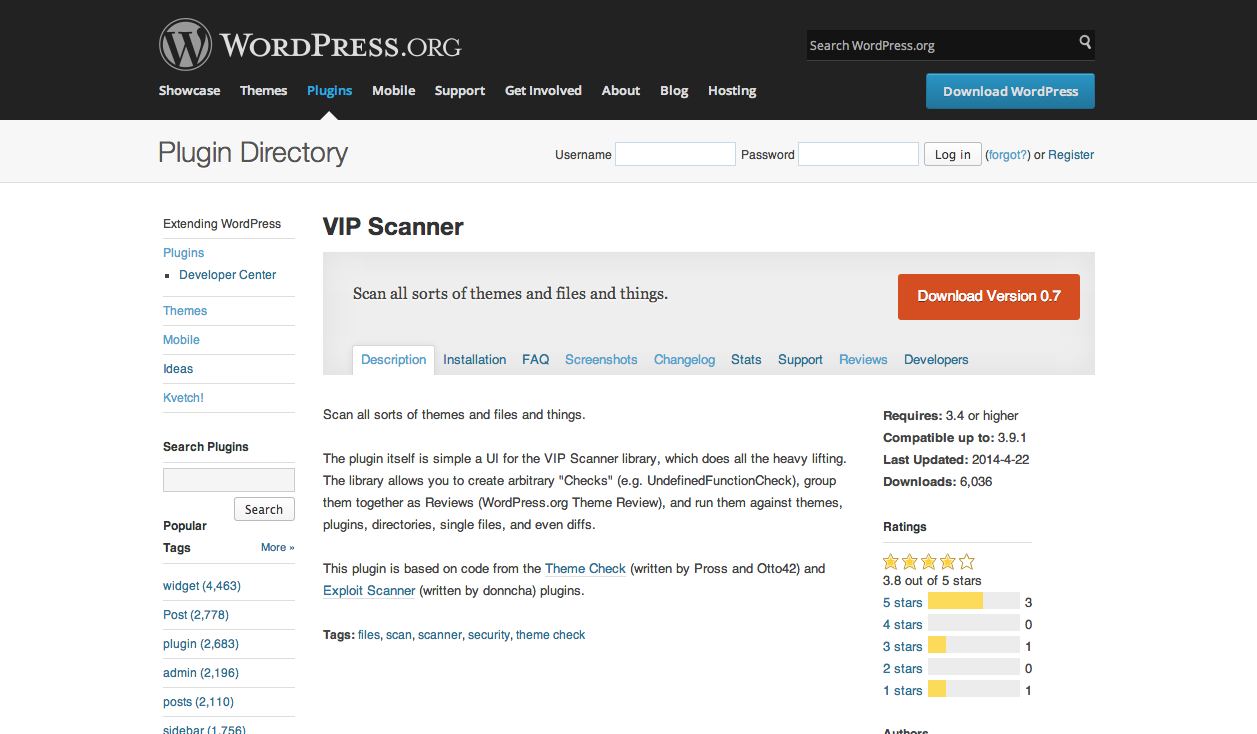 WORDPRESS.ORG
Search WordPress.org
Showcase Themes Plugins Mobile Support Get Involved About Blog Hosting
Download WordPress
Plugin Directory
Username Password Log in (forgot?) or Register
Extending WordPress
Plugins
Developer Center
Themes
Mobile
Ideas
Kvetch!
Search Plugins
Search
Popular
Tags More »
widget (4,463)
Post (2,778)
plugin (2,683)
admin (2,196)
posts (2,110)
sidebar (1,756)
VIP Scanner
Scan all sorts of themes and files and things.
Download Version 0.7
Description Installation FAQ Screenshots Changelog Stats Support Reviews Developers
Scan all sorts of themes and files and things.
The plugin itself is simple a UI for the VIP Scanner library, which does all the heavy lifting.
The library allows you to create arbitrary "Checks" (e.g. UndefinedFunctionCheck), group
them together as Reviews (WordPress.org Theme Review), and run them against themes,
plugins, directories, single files, and even diffs.
This plugin is based on code from the Theme Check (written by Pross and Otto42) and
Exploit Scanner (written by donncha) plugins.
Tags: files, scan, scanner, security, theme check
Requires: 3.4 or higher
Compatible up to: 3.9.1
Last Updated: 2014-4-22
Downloads: 6,036
Ratings
3.8 out of 5 stars
5 stars 3
4 stars 0
3 stars 1
2 stars 0
1 stars 1
Authors